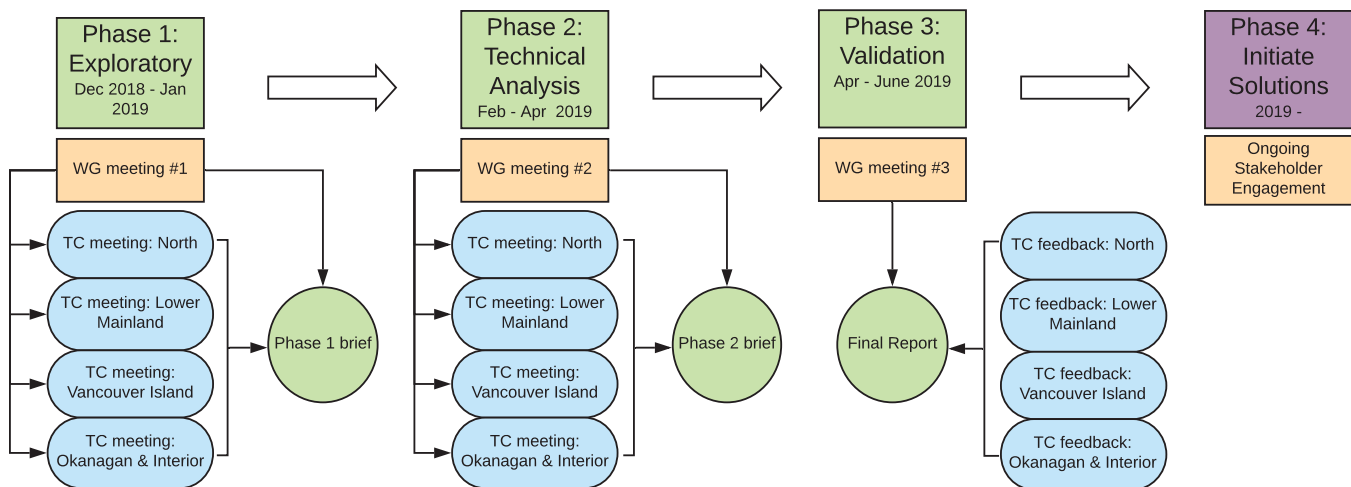 Phase 1:
Exploratory
Dec 2018 - Jan
2019
WG meeting #1
TC meeting: North
TC meeting: Lower
Mainland
TC meeting:
Vancouver Island
TC meeting:
Okanagan & Interior
Phase 1 brief
Phase 2:
Technical
Analysis
Feb - Apr 2019
WG meeting #2
TC meeting: North
TC meeting: Lower
Mainland
TC meeting:
Vancouver Island
TC meeting:
Okanagan & Interior
Phase 2 brief
Phase 3:
Validation
Apr - June 2019
WG meeting #3
Final Report
TC feedback: North
TC feedback: Lower
Mainland
TC feedback:
Vancouver Island
TC feedback:
Okanagan & Interior
Phase 4:
Initiate
Solutions
2019 -
Ongoing
Stakeholder
Engagement